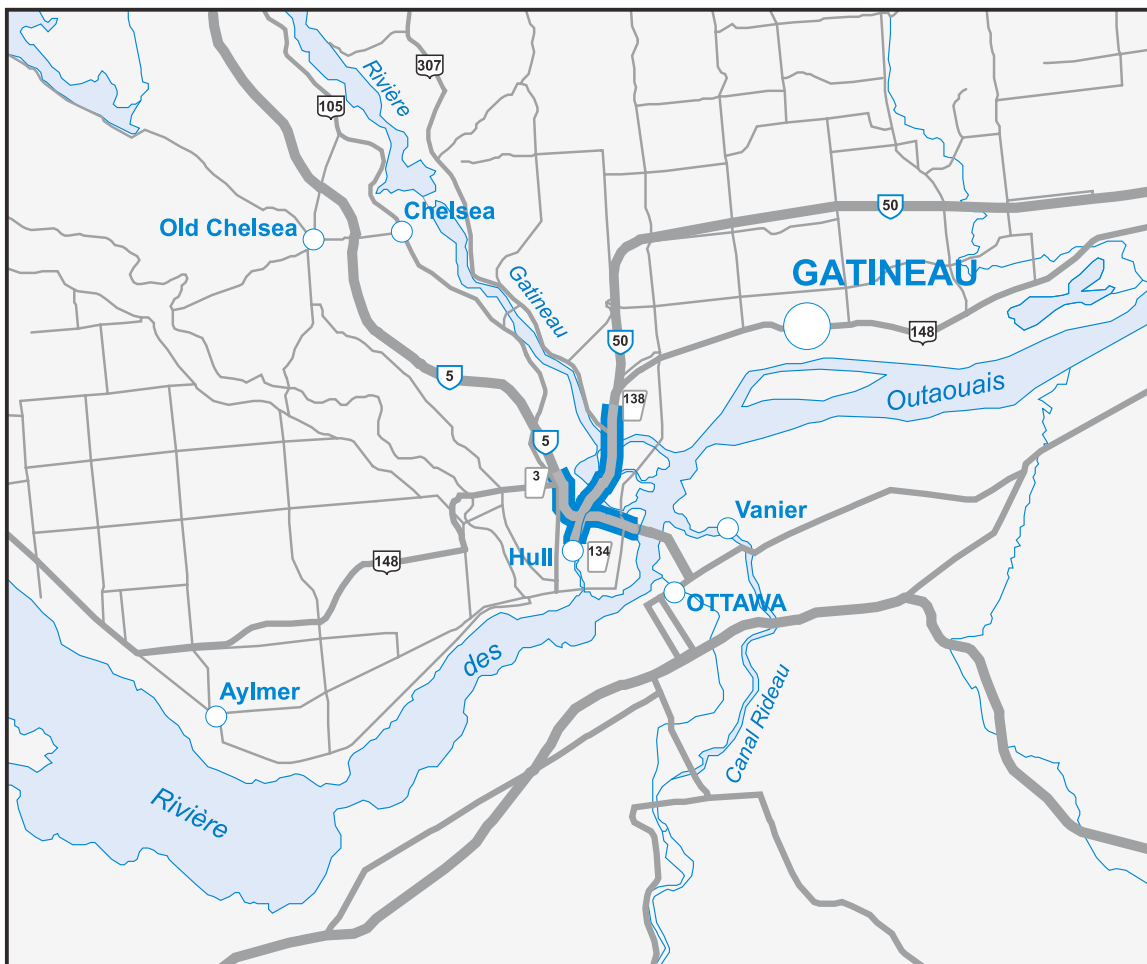 307
Rivière
105
50
Chelsea
Old Chelsea
GATINEAU
Gatineau
148
50
5
Outaouais
138
5
3
Vanier
Hull
134
148
OTTAWA
des
Aylmer
Canal Rideau
Rivière